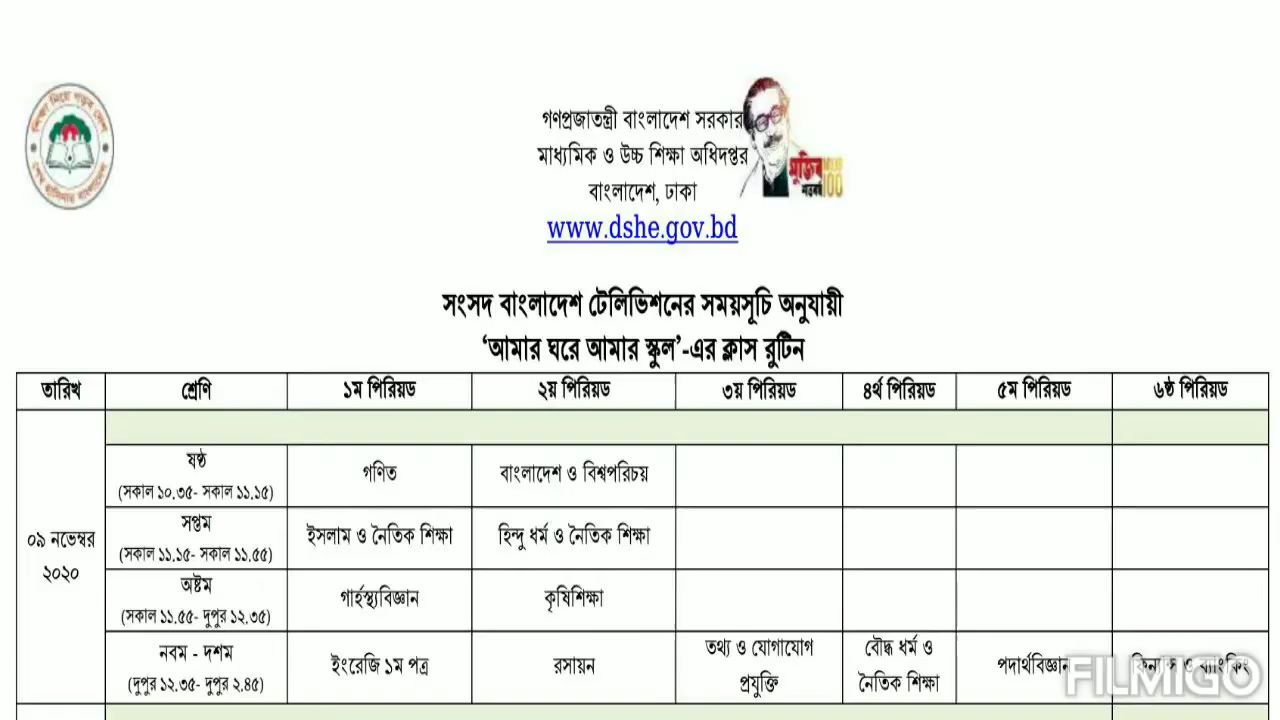 শিক্ষা নিয়ে গড়ব দেশ
শেখ হাসিনার বাংলাদেশ
গণপ্রজাতন্ত্রী বাংলাদেশ সরকার
মাধ্যমিক ও উচ্চ শিক্ষা অধিদপ্তর
বাংলাদেশ, ঢাকা
www.dshe.gov.bd
মুজিব
শতবর্ষ 100
সংসদ বাংলাদেশ টেলিভিশনের সময়সূচি অনুযায়ী
‘আমার ঘরে আমার স্কুল’-এর ক্লাস রুটিন
তারিখ শ্রেণি ১ম পিরিয়ড ২য় পিরিয়ড ৩য় পিরিয়ড ৪র্থ পিরিয়ড ৫ম পিরিয়ড ৬ষ্ঠ পিরিয়ড
০৯ নভেম্বর
২০২০
ষষ্ঠ
(সকাল ১০.৩৫- সকাল ১১.১৫)
গণিত
বাংলাদেশ ও বিশ্বপরিচয়
সপ্তম
(সকাল ১১.১৫- সকাল ১১.৫৫)
ইসলাম ও নৈতিক শিক্ষা
হিন্দু ধর্ম ও নৈতিক শিক্ষা
অষ্টম
(সকাল ১১.৫৫- দুপুর ১২.৩৫)
গার্হস্থ্যবিজ্ঞান
কৃষিশিক্ষা
নবম - দশম
(দুপুর ১২.৩৫- দুপুর ২.৪৫)
ইংরেজি ১ম পত্র
রসায়ন
তথ্য ও যোগাযোগ
প্রযুক্তি
বৌদ্ধ ধর্ম ও
নৈতিক শিক্ষা
পদার্থবিজ্ঞান
ফিন্যান্স ও ব্যাংকিং
FILMIGO